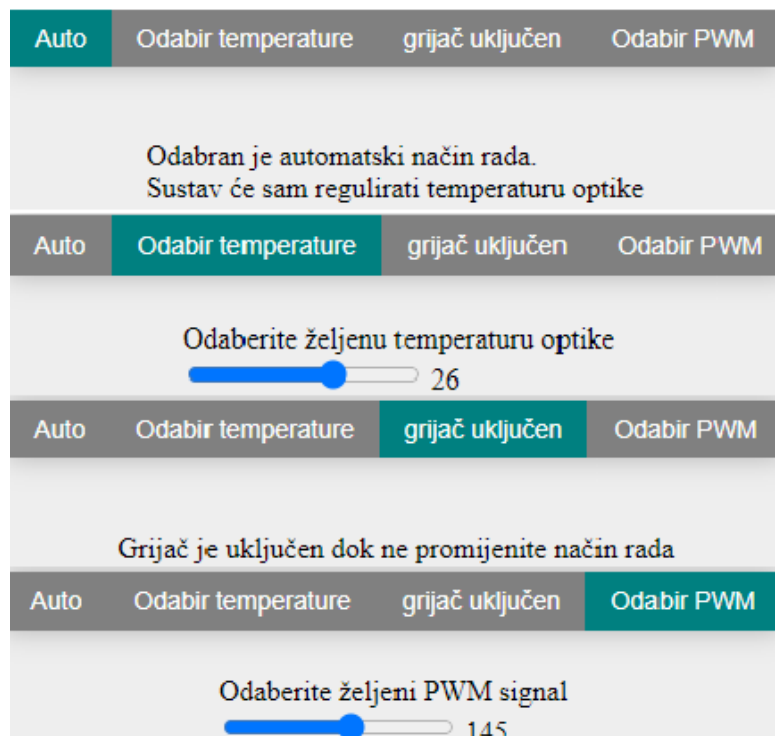 Auto Odabir temperature grijač uključen Odabir PWM
Odabran je automatski način rada.
Sustav će sam regulirati temperaturu optike
Auto Odabir temperature grijač uključen Odabir PWM
Odaberite željenu temperaturu optike
26
Auto Odabir temperature grijač uključen Odabir PWM
Grijač je uključen dok ne promijenite način rada
Auto Odabir temperature grijač uključen Odabir PWM
Odaberite željeni PWM signal
145